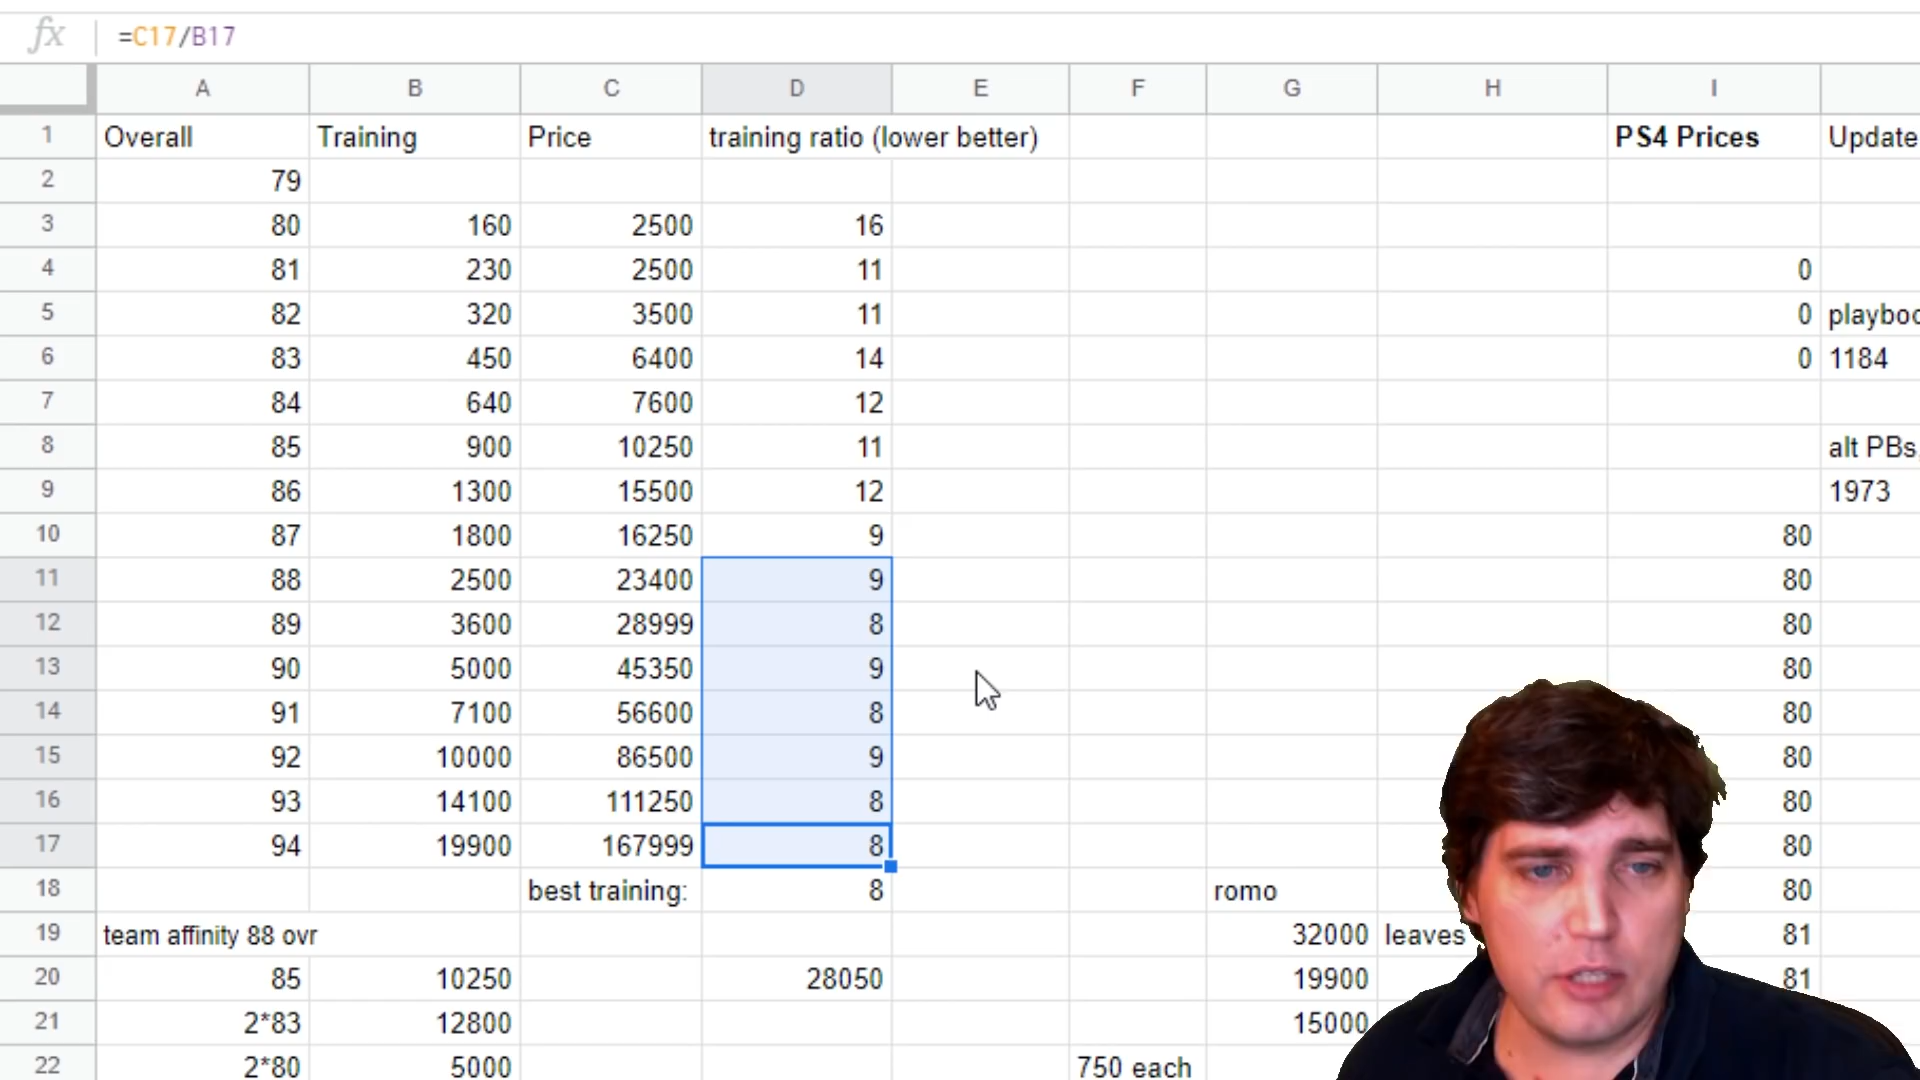 fx =C17/B17
A B C D E F G H I
1 Overall Training Price training ratio (lower better) PS4 Prices Update
2 79
3 80 160 2500 16
4 81 230 2500 11 0
5 82 320 3500 11 0
6 83 450 6400 14 0 1184
7 84 640 7600 12
8 85 900 10250 11 alt PBs,
9 86 1300 15500 12 1973
10 87 1800 16250 9 80
11 88 2500 23400 9 80
12 89 3600 28999 8 80
13 90 5000 45350 9 80
14 91 7100 56600 8 80
15 92 10000 86500 9 80
16 93 14100 111250 8 80
17 94 19900 167999 8 80
18 best training: 8 romo 80
19 team affinity 88 ovr 32000 leaves 81
20 85 10250 28050 19900 81
21 2*83 12800 15000
22 2*80 5000 750 each